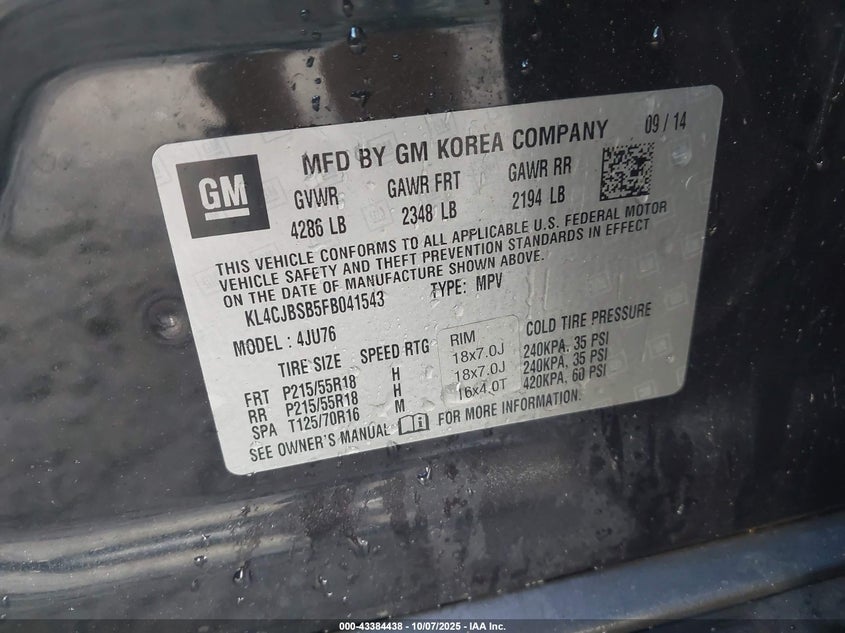 GM
MFD BY GM KOREA COMPANY 09 / 14
GVWR GAWR FRT GAWR RR
4286 LB 2348 LB 2194 LB
THIS VEHICLE CONFORMS TO ALL APPLICABLE U.S. FEDERAL MOTOR
VEHICLE SAFETY AND THEFT PREVENTION STANDARDS IN EFFECT
ON THE DATE OF MANUFACTURE SHOWN ABOVE.
KL4CJBSB5FB041543 TYPE: MPV
MODEL : 4JU76
TIRE SIZE SPEED RTG RIM COLD TIRE PRESSURE
FRT P215/55R18 H 18x7.0J 240KPA, 35 PSI
RR P215/55R18 H 18x7.0J 240KPA, 35 PSI
SPA T125/70R16 M 16x4.0T 420KPA, 60 PSI
SEE OWNER'S MANUAL FOR MORE INFORMATION.
000-43384438 - 10/07/2025 - IAA Inc.